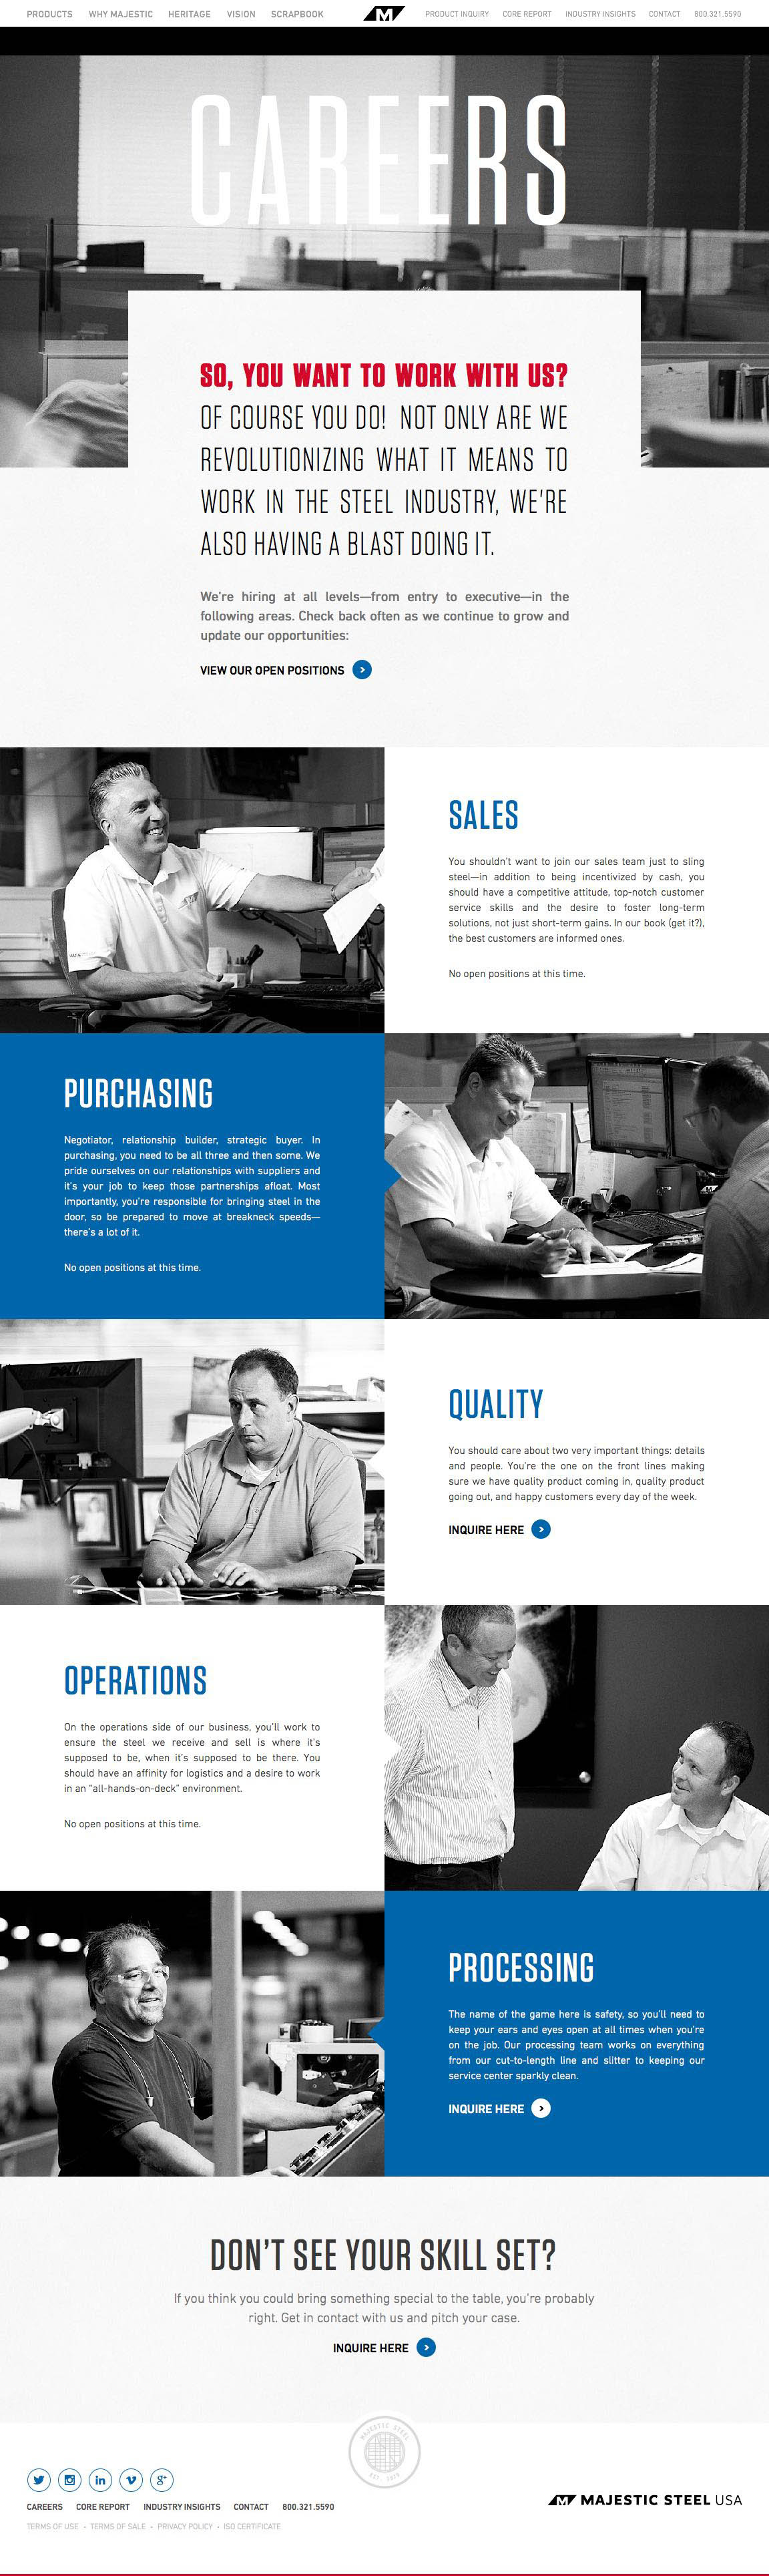 PRODUCTS WHY MAJESTIC HERITAGE VISION SCRAPBOOK M PRODUCT INQUIRY CORE REPORT INDUSTRY INSIGHTS CONTACT 800.321.5590
CAREERS
SO, YOU WANT TO WORK WITH US?
OF COURSE YOU DO! NOT ONLY ARE WE
REVOLUTIONIZING WHAT IT MEANS TO
WORK IN THE STEEL INDUSTRY, WE'RE
ALSO HAVING A BLAST DOING IT.
We're hiring at all levels—from entry to executive—in the
following areas. Check back often as we continue to grow and
update our opportunities:
VIEW OUR OPEN POSITIONS
SALES
You shouldn't want to join our sales team just to sling
steel—in addition to being incentivized by cash, you
should have a competitive attitude, top-notch customer
service skills and the desire to foster long-term
solutions, not just short-term gains. In our book (get it?),
the best customers are informed ones.
No open positions at this time.
PURCHASING
Negotiator, relationship builder, strategic buyer. In
purchasing, you need to be all three and then some. We
pride ourselves on our relationships with suppliers and
it's your job to keep those partnerships afloat. Most
importantly, you're responsible for bringing steel in the
door, so be prepared to move at breakneck speeds—
there's a lot of it.
No open positions at this time.
QUALITY
You should care about two very important things: details
and people. You're the one on the front lines making
sure we have quality product coming in, quality product
going out, and happy customers every day of the week.
INQUIRE HERE
OPERATIONS
On the operations side of our business, you'll work to
ensure the steel we receive and sell is where it's
supposed to be, when it's supposed to be there. You
should have an affinity for logistics and a desire to work
in an "all-hands-on-deck" environment.
No open positions at this time.
PROCESSING
The name of the game here is safety, so you'll need to
keep your ears and eyes open at all times when you're
on the job. Our processing team works on everything
from our cut-to-length line and slitter to keeping our
service center sparkly clean.
INQUIRE HERE
DON'T SEE YOUR SKILL SET?
If you think you could bring something special to the table, you're probably
right. Get in contact with us and pitch your case.
INQUIRE HERE
MAJESTIC STEEL
CAREERS CORE REPORT INDUSTRY INSIGHTS CONTACT 800.321.5590
M MAJESTIC STEEL USA
TERMS OF USE • TERMS OF SALE • PRIVACY POLICY • ISO CERTIFICATE